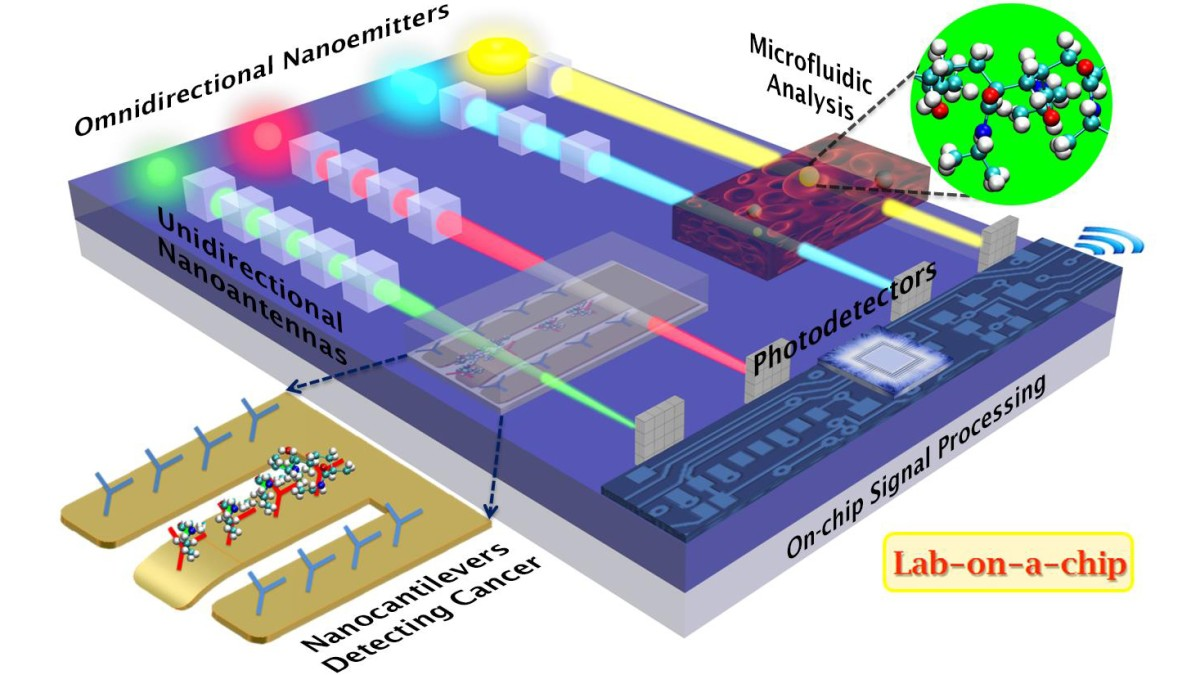 Omnidirectional Nanoemitters
Microfluidic
Analysis
Unidirectional
Nanoantennas
Photodetectors
On-chip Signal Processing
Lab-on-a-chip
Nanocantilevers
Detecting Cancer